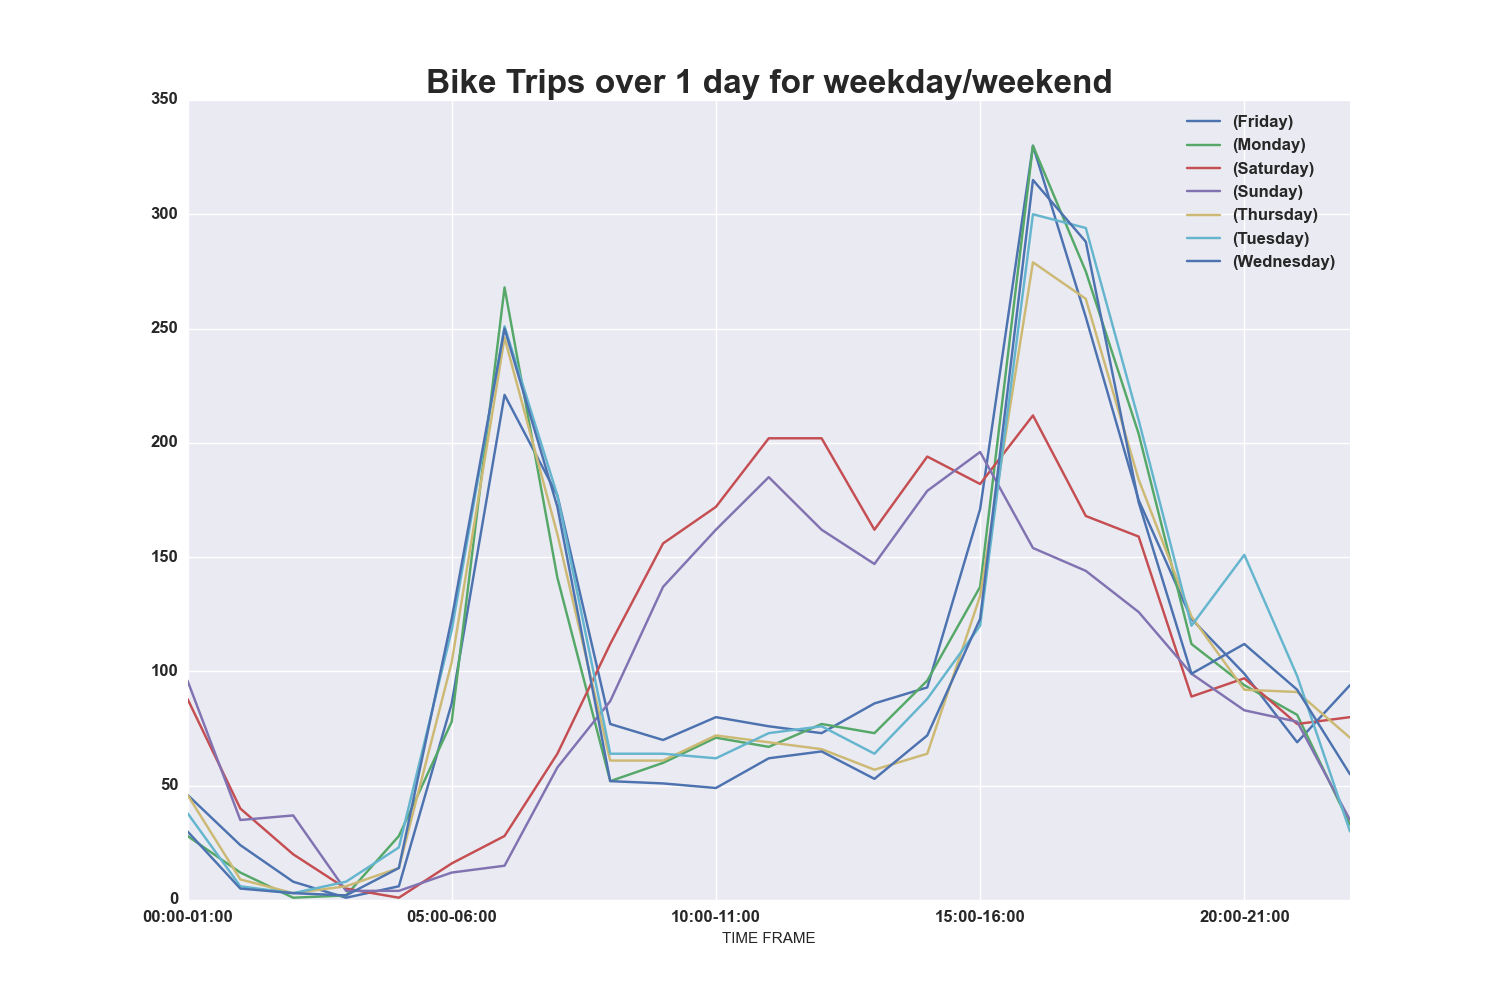 Bike Trips over 1 day for weekday/weekend
350
300
250
200
150
100
50
0
(Friday)
(Monday)
(Saturday)
(Sunday)
(Thursday)
(Tuesday)
(Wednesday)
00:00-01:00 05:00-06:00 10:00-11:00 15:00-16:00 20:00-21:00
TIME FRAME